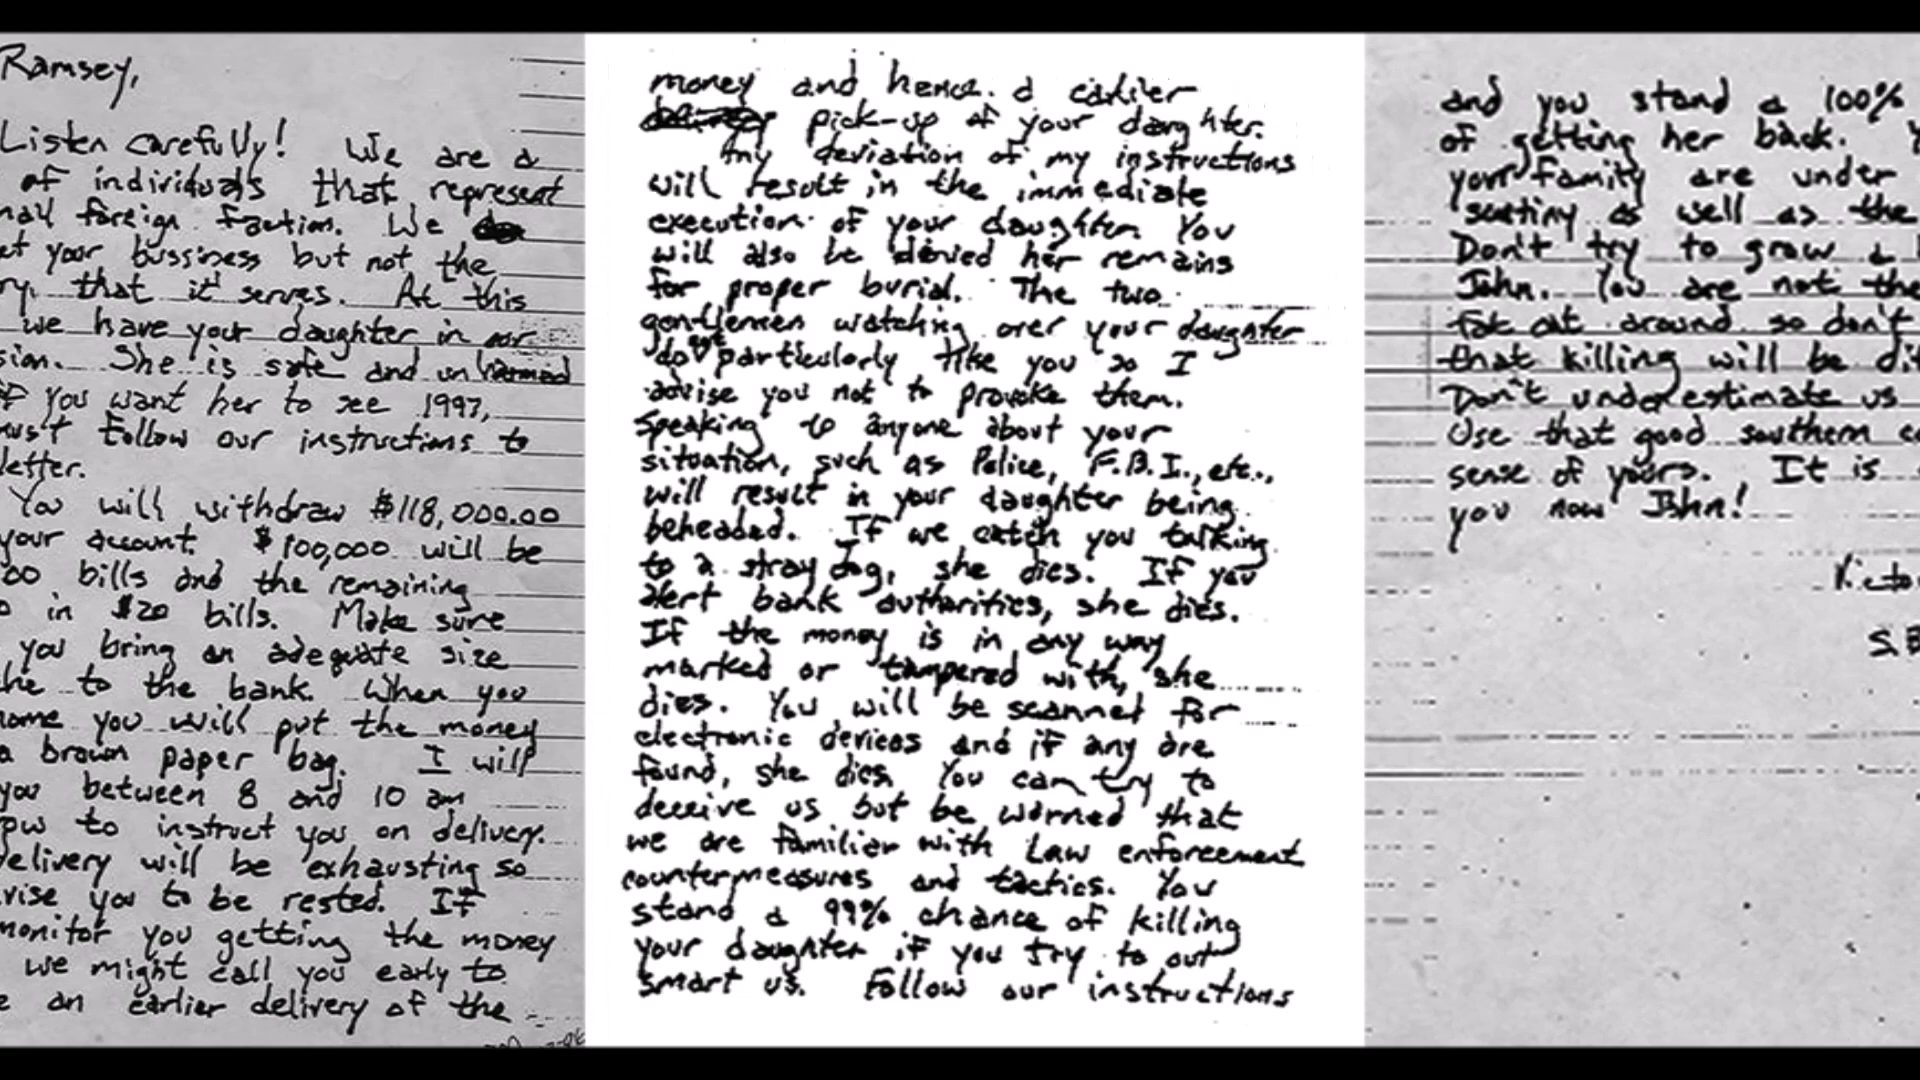 Ramsey,
Listen carefully! We are a
of individuals that represent
mall foreign faction. We do
et your bussiness but not the
ry that it serves. At this
we have your daughter in our
sion. She is safe and unharmed
if you want her to see 1997,
must follow our instructions to
letter.
You will withdraw $118,000.00
your account. $100,000 will be
00 bills and the remaining
0 in $20 bills. Make sure
you bring an adequate size
he to the bank. When you
home you will put the money
a brown paper bag. I will
you between 8 and 10 am
ow to instruct you on delivery.
delivery will be exhausting so
vise you to be rested. If
monitor you getting the money
we might call you early to
e an earlier delivery of the
money and hence. a earlier
delivery pick-up of your daughter.
Any deviation of my instructions
will result in the immediate
execution of your daughter. You
will also be denied her remains
for proper burial. The two
gentlemen watching over your daughter
do not particularly like you so I
advise you not to provoke them.
Speaking to anyone about your
situation, such as Police, F.B.I., etc.,
will result in your daughter being
beheaded. If we catch you talking
to a stray dog, she dies. If you
alert bank authorities, she dies.
If the money is in any way
marked or tampered with, she
dies. You will be scanned for
electronic devices and if any are
found, she dies. You can try to
deceive us but be warned that
we are familiar with Law enforcement
countermeasures and tactics. You
stand a 99% chance of killing
your daughter if you try to out
smart us. Follow our instructions
and you stand a 100%
of getting her back. Y
your family are under
scutiny as well as the
Don't try to grow a
John. You are not the
fat cat around so don't
that killing will be dif
Don't underestimate us
Use that good southern co
sense of yours. It is
you now John!
Victo
S.B